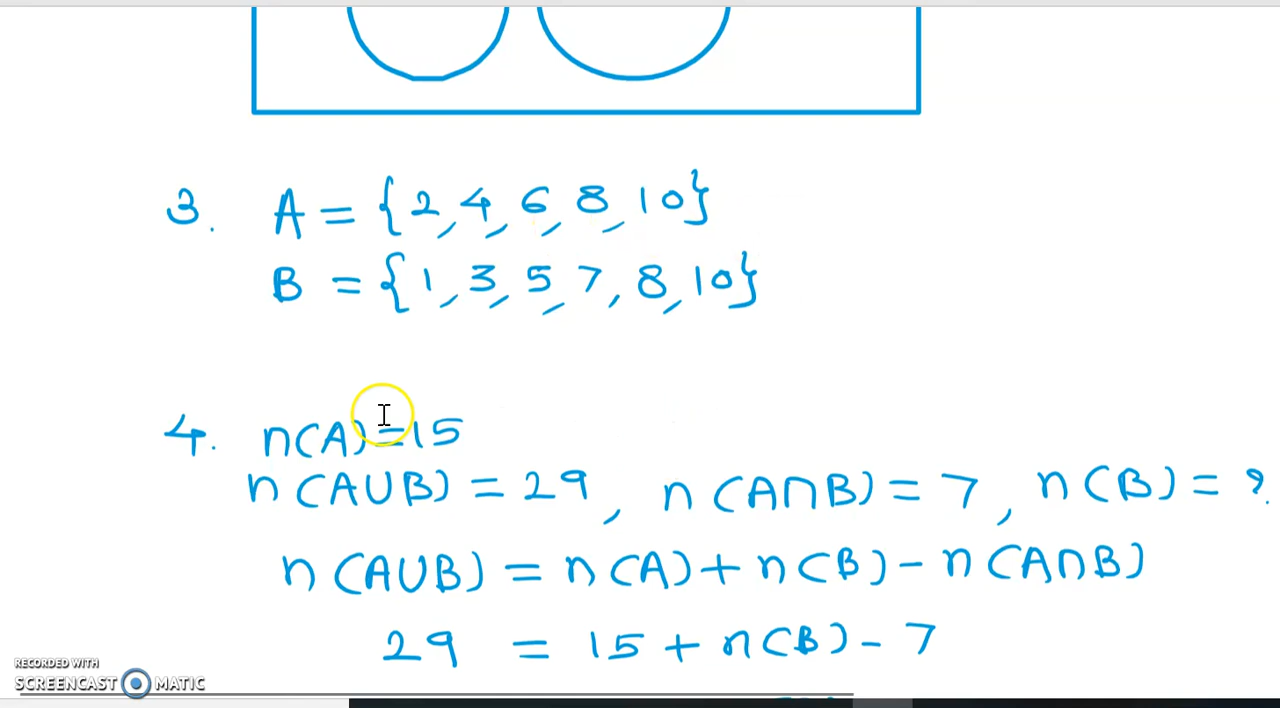 3. A = {2, 4, 6, 8, 10}
B = {1, 3, 5, 7, 8, 10}
4. n(A) = 15
n(A∪B) = 29, n(A∩B) = 7, n(B) = ?
n(A∪B) = n(A) + n(B) - n(A∩B)
29 = 15 + n(B) - 7
RECORDED WITH
SCREENCAST MATIC